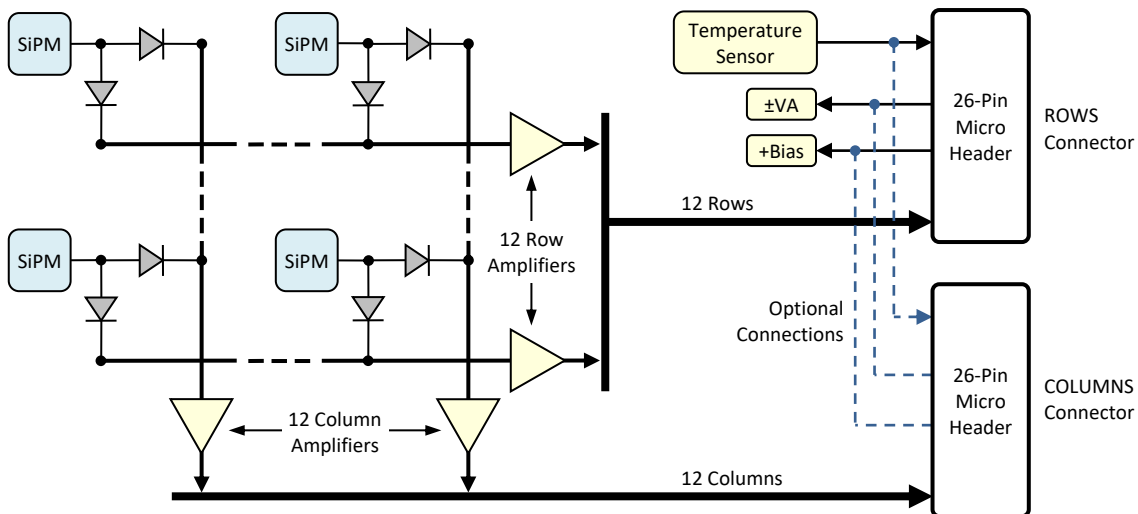 SiPM
SiPM
Temperature
Sensor
±VA
+Bias
26-Pin
Micro
Header
ROWS
Connector
12 Rows
12 Row
Amplifiers
SiPM
SiPM
Optional
Connections
26-Pin
Micro
Header
COLUMNS
Connector
12 Column
Amplifiers
12 Columns